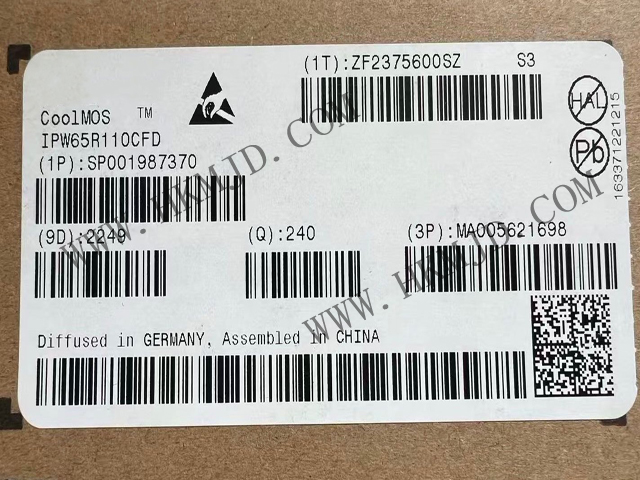 (1T):ZF2375600SZ S3
CoolMOS ™
IPW65R110CFD
(1P):SP001987370
HAL
Pb
163371221215
(9D):2249 (Q):240 (3P):MA005621698
Diffused in GERMANY, Assembled in CHINA
WWW.HKMJD.COM
WWW.HKMJD.COM